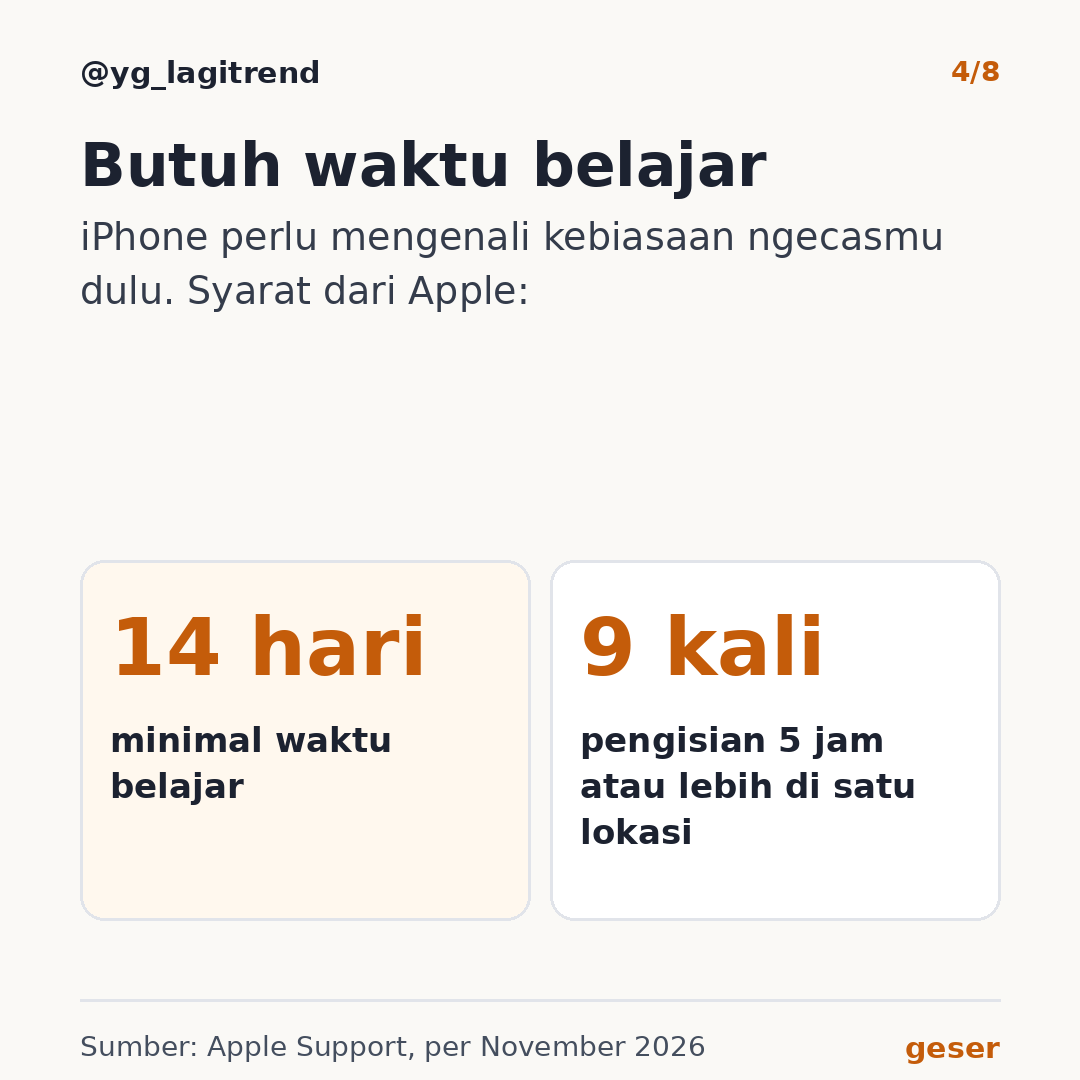 @yg_lagitrend
4/8
Butuh waktu belajar
iPhone perlu mengenali kebiasaan ngecasmu
dulu. Syarat dari Apple:
14 hari
minimal waktu
belajar
9 kali
pengisian 5 jam
atau lebih di satu
lokasi
Sumber: Apple Support, per November 2026
geser